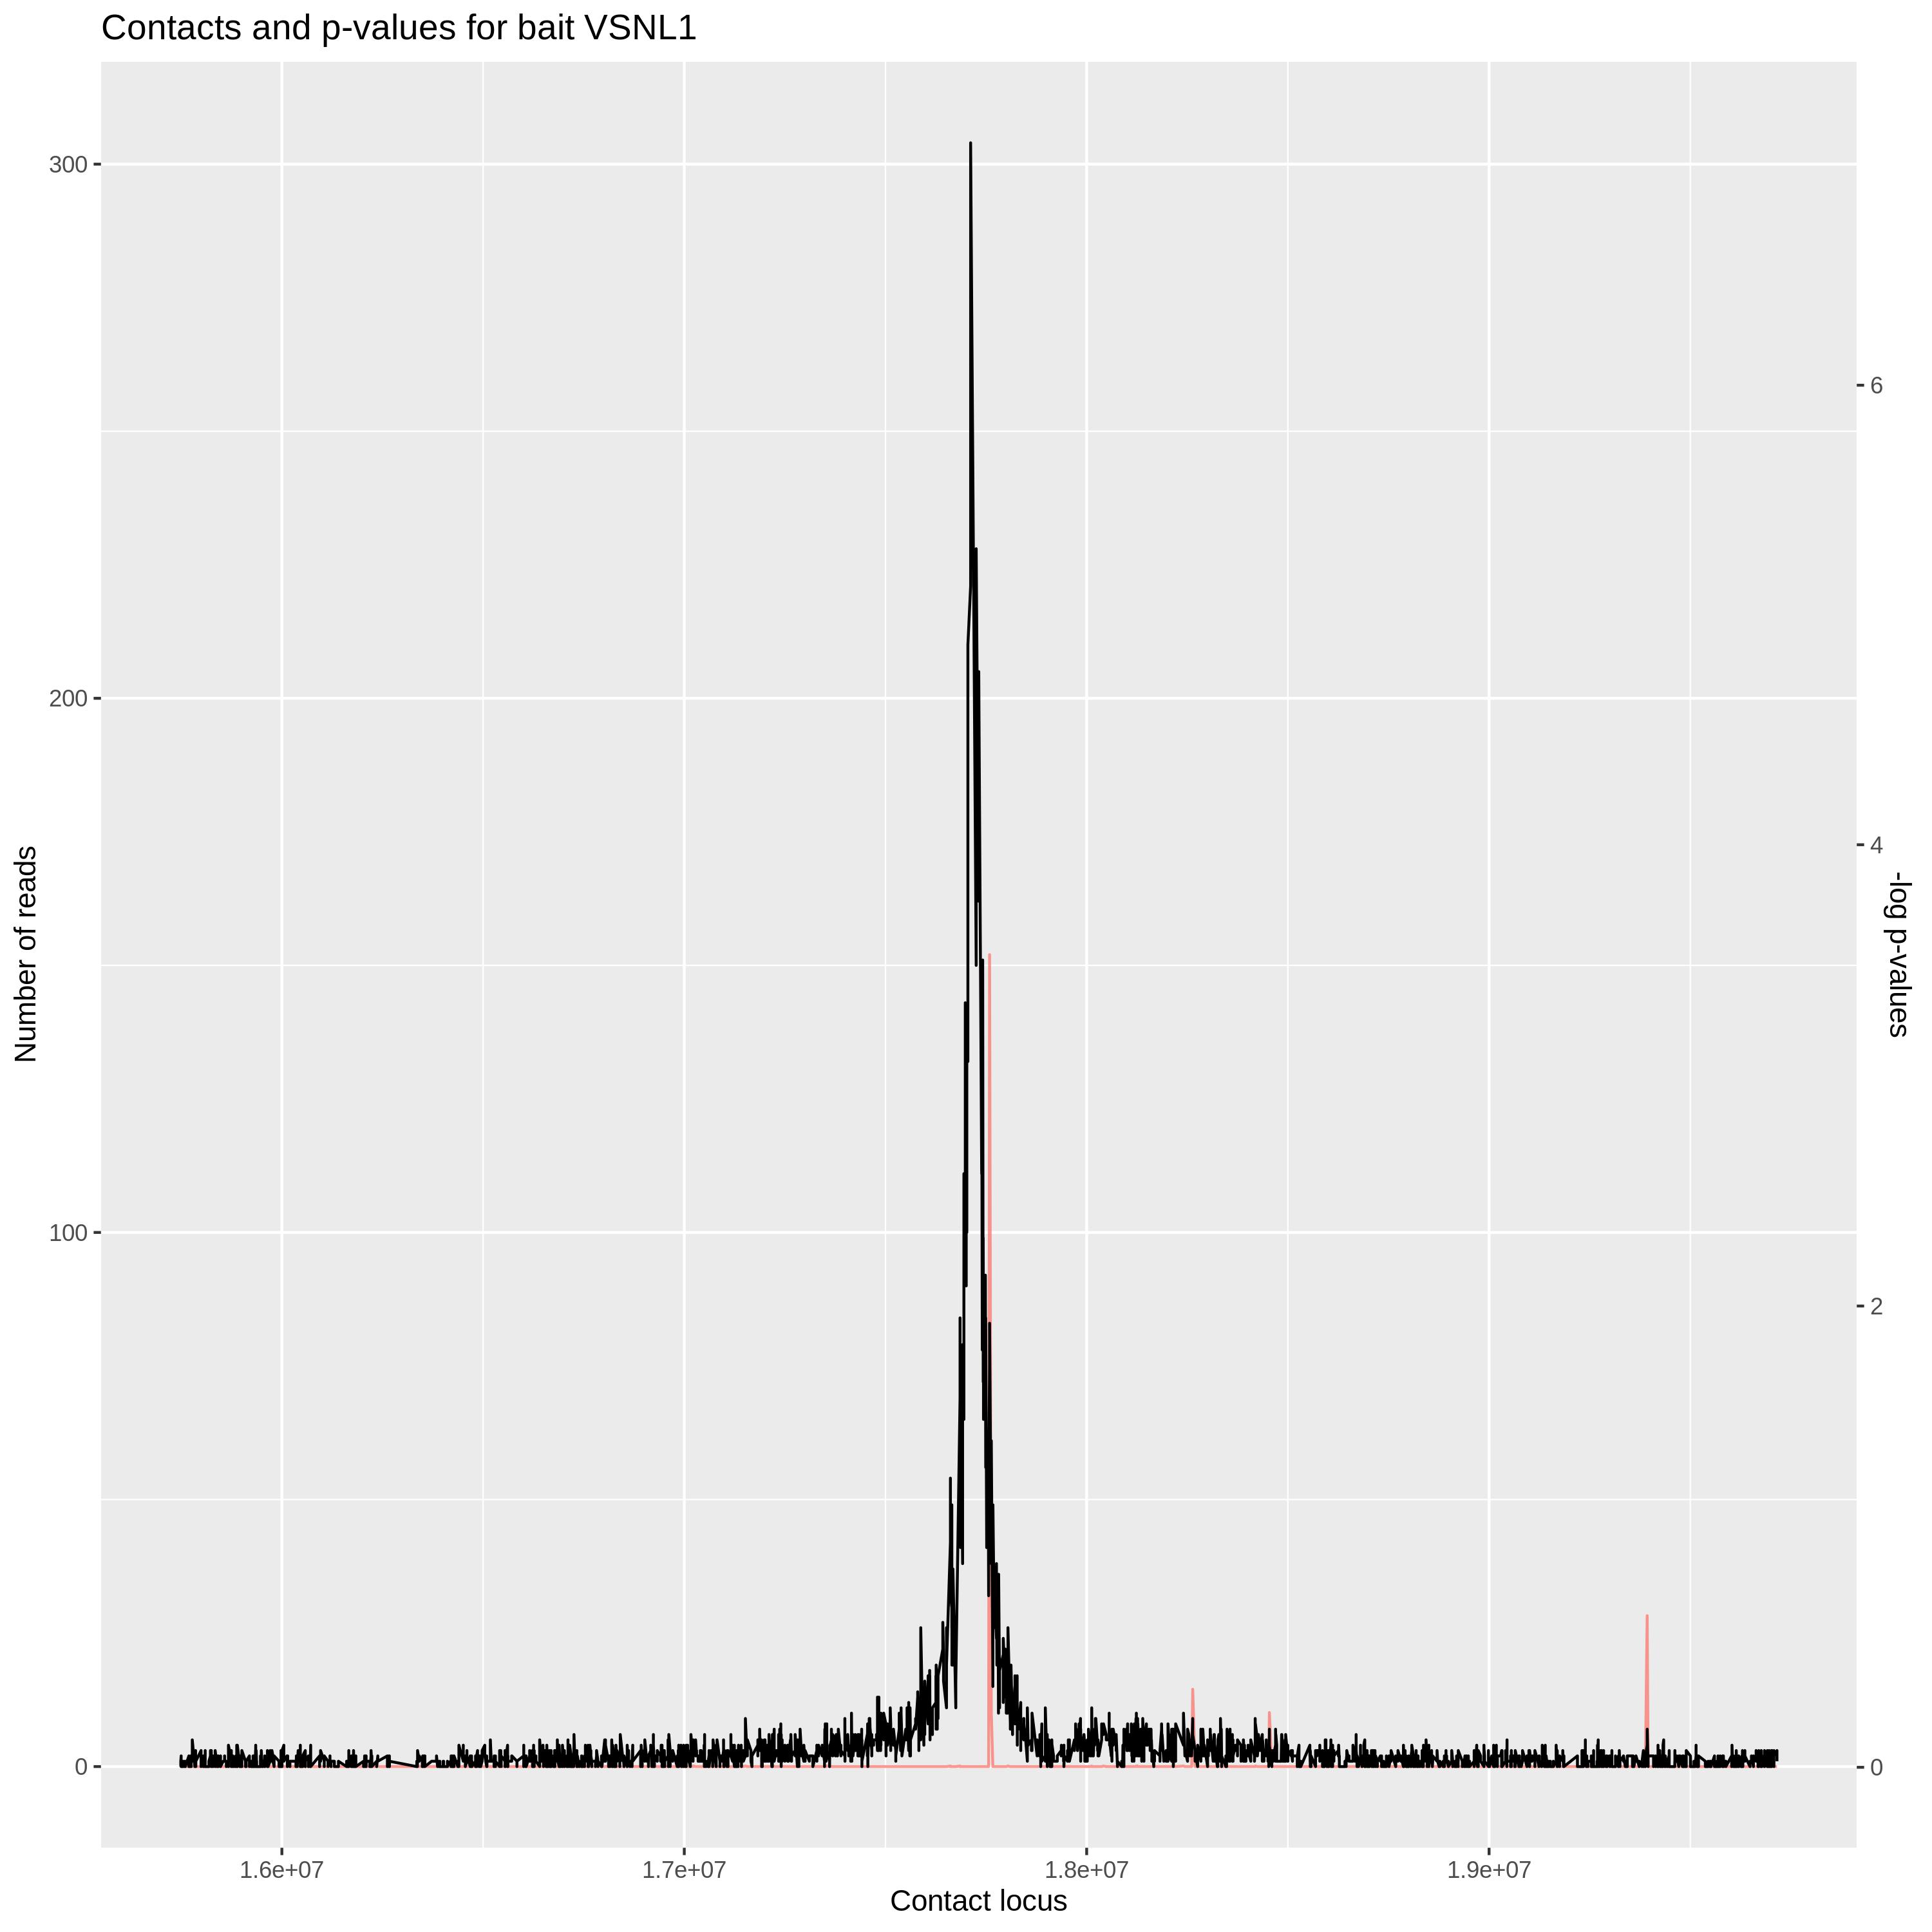 Contacts and p-values for bait VSNL1
300
200
100
0
Number of reads
6
4
2
0
-log p-values
1.6e+07
1.7e+07
1.8e+07
1.9e+07
Contact locus